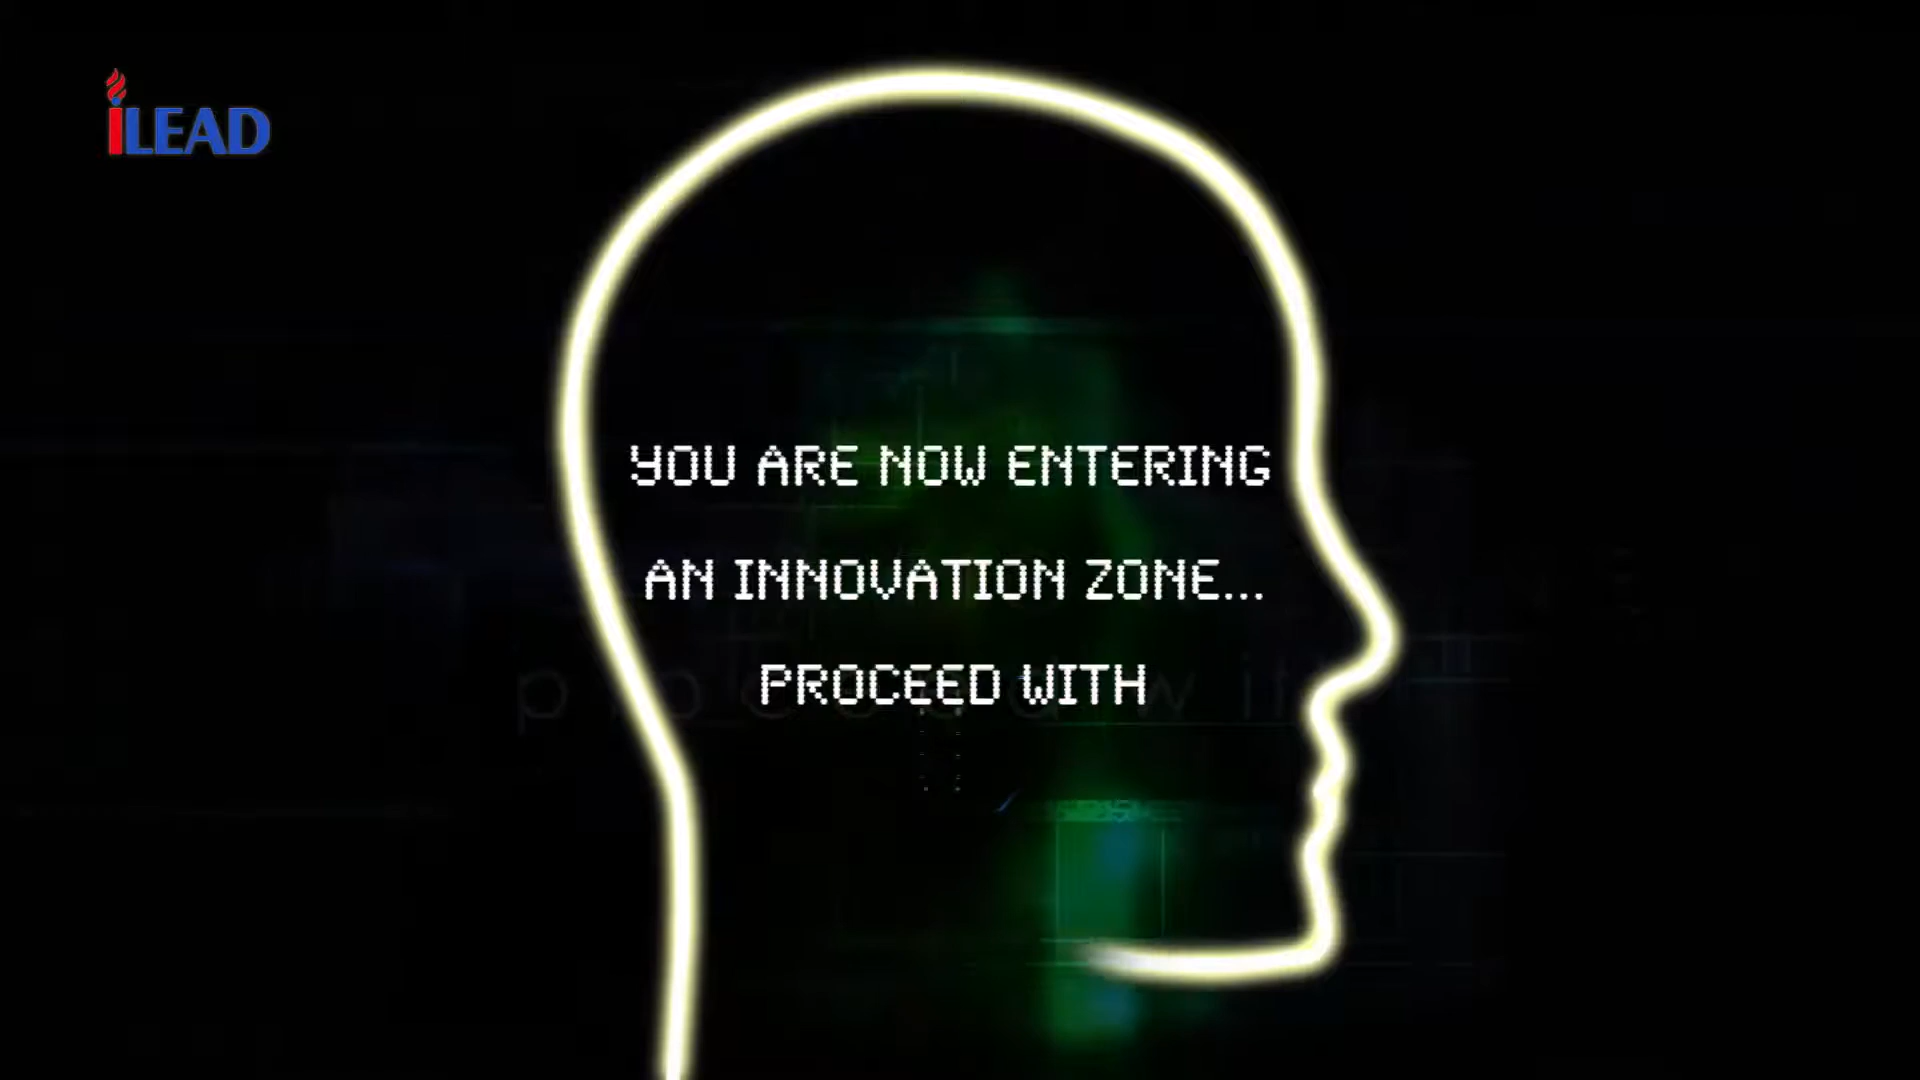 iLEAD
YOU ARE NOW ENTERING
AN INNOVATION ZONE...
PROCEED WITH